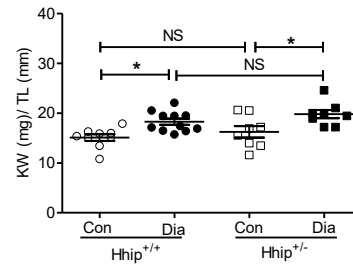 KW (mg)/ TL (mm)
40
30
20
10
0
NS
*
*
NS
Con
Dia
Con
Dia
Hhip+/+
Hhip+/-